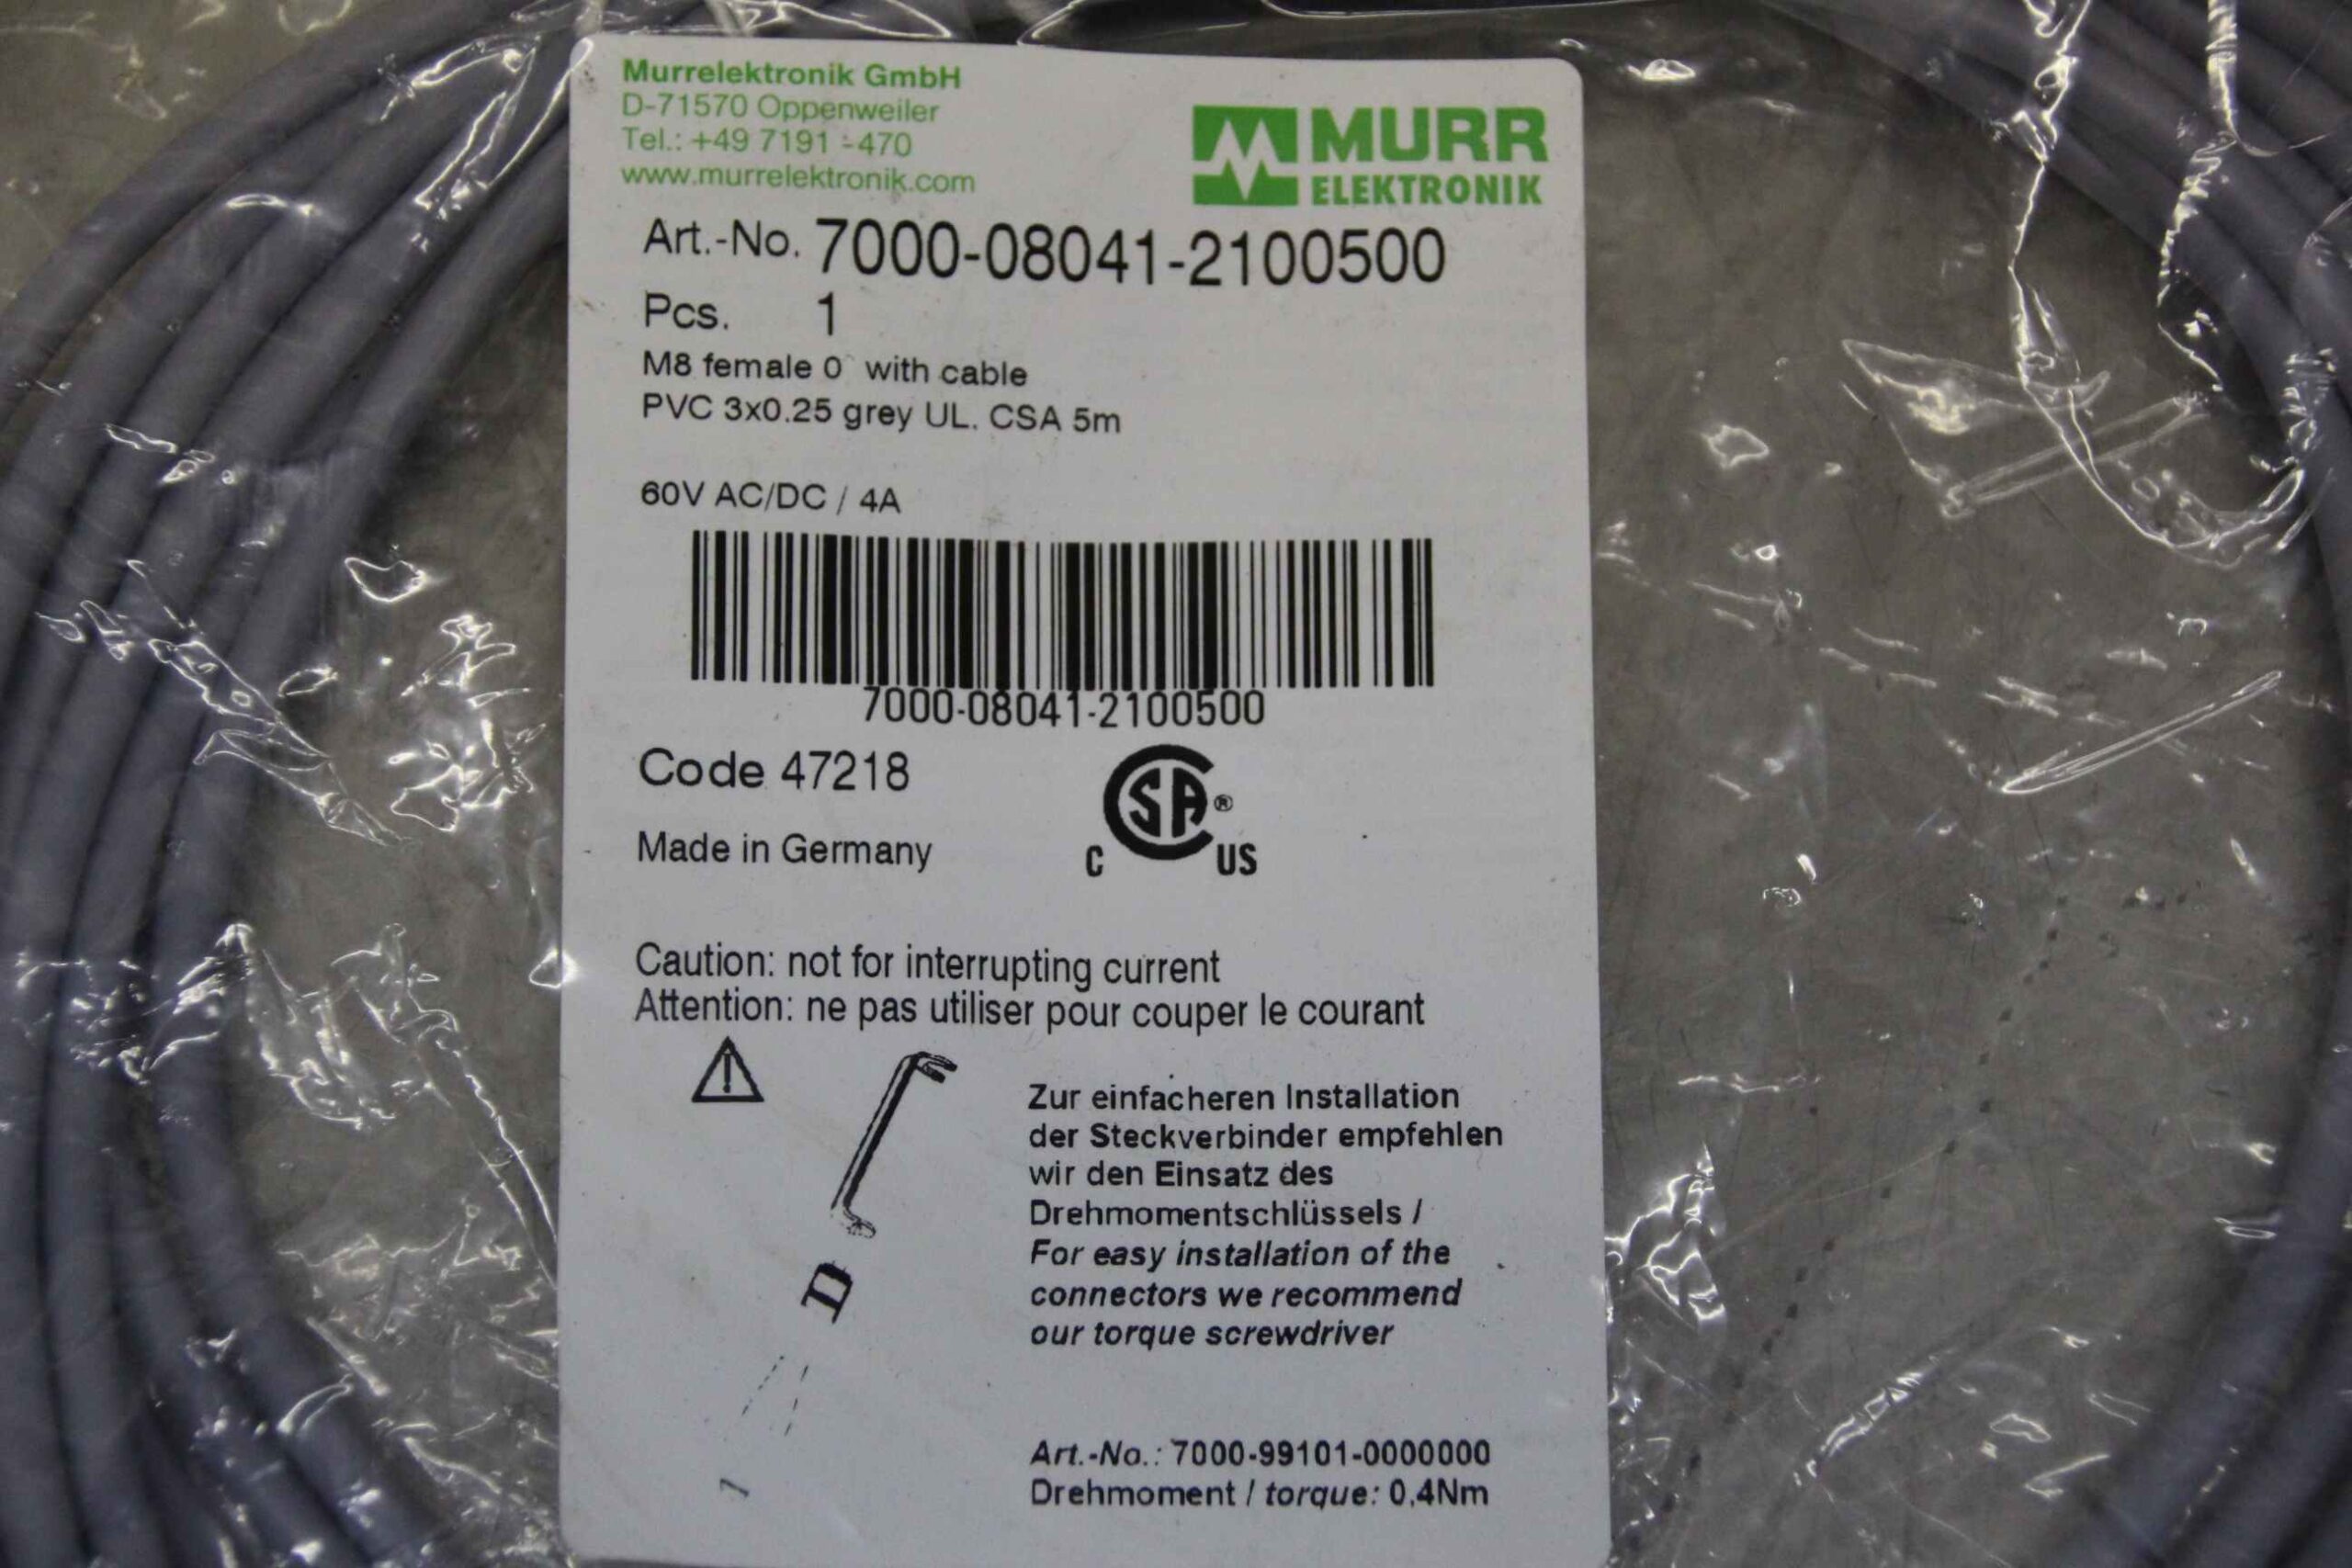 Murrelektronik GmbH
D-71570 Oppenweiler
Tel.: +49 7191 -470
www.murrelektronik.com
MURR
ELEKTRONIK
Art.-No. 7000-08041-2100500
Pcs. 1
M8 female 0° with cable
PVC 3x0.25 grey UL. CSA 5m
60V AC/DC / 4A
7000-08041-2100500
Code 47218
Made in Germany
C SA ® US
Caution: not for interrupting current
Attention: ne pas utiliser pour couper le courant
Zur einfacheren Installation
der Steckverbinder empfehlen
wir den Einsatz des
Drehmomentschlüssels /
For easy installation of the
connectors we recommend
our torque screwdriver
Art.-No.: 7000-99101-0000000
Drehmoment / torque: 0,4Nm